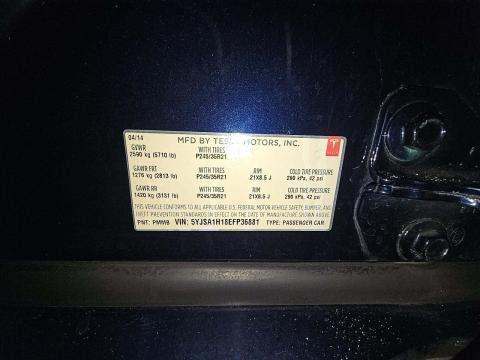 04/14
MFD BY TESLA MOTORS, INC.
GVWR WITH TIRES
2590 kg (5710 lb) P245/35R21
GAWR FRT WITH TIRES RIM COLD TIRE PRESSURE
1276 kg (2813 lb) P245/35R21 21X8.5 J 290 kPa, 42 psi
GAWR RR WITH TIRES RIM COLD TIRE PRESSURE
1420 kg (3131 lb) P245/35R21 21X8.5 J 290 kPa, 42 psi
THIS VEHICLE CONFORMS TO ALL APPLICABLE U.S. FEDERAL MOTOR VEHICLE SAFETY, BUMPER, AND
THEFT PREVENTION STANDARDS IN EFFECT ON THE DATE OF MANUFACTURE SHOWN ABOVE.
PNT: PMMB VIN: 5YJSA1H18EFP36881 TYPE: PASSENGER CAR